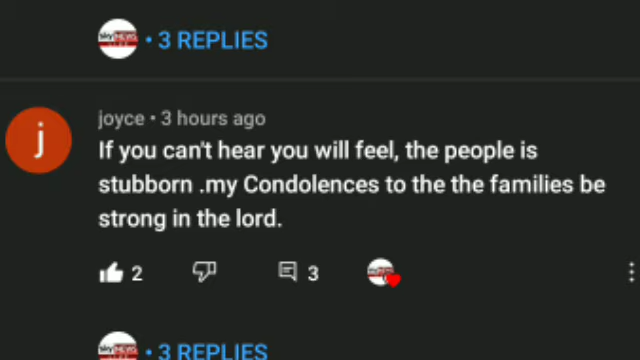 • 3 REPLIES
joyce • 3 hours ago
j
If you can't hear you will feel, the people is
stubborn .my Condolences to the the families be
strong in the lord.
2 3
• 3 REPLIES